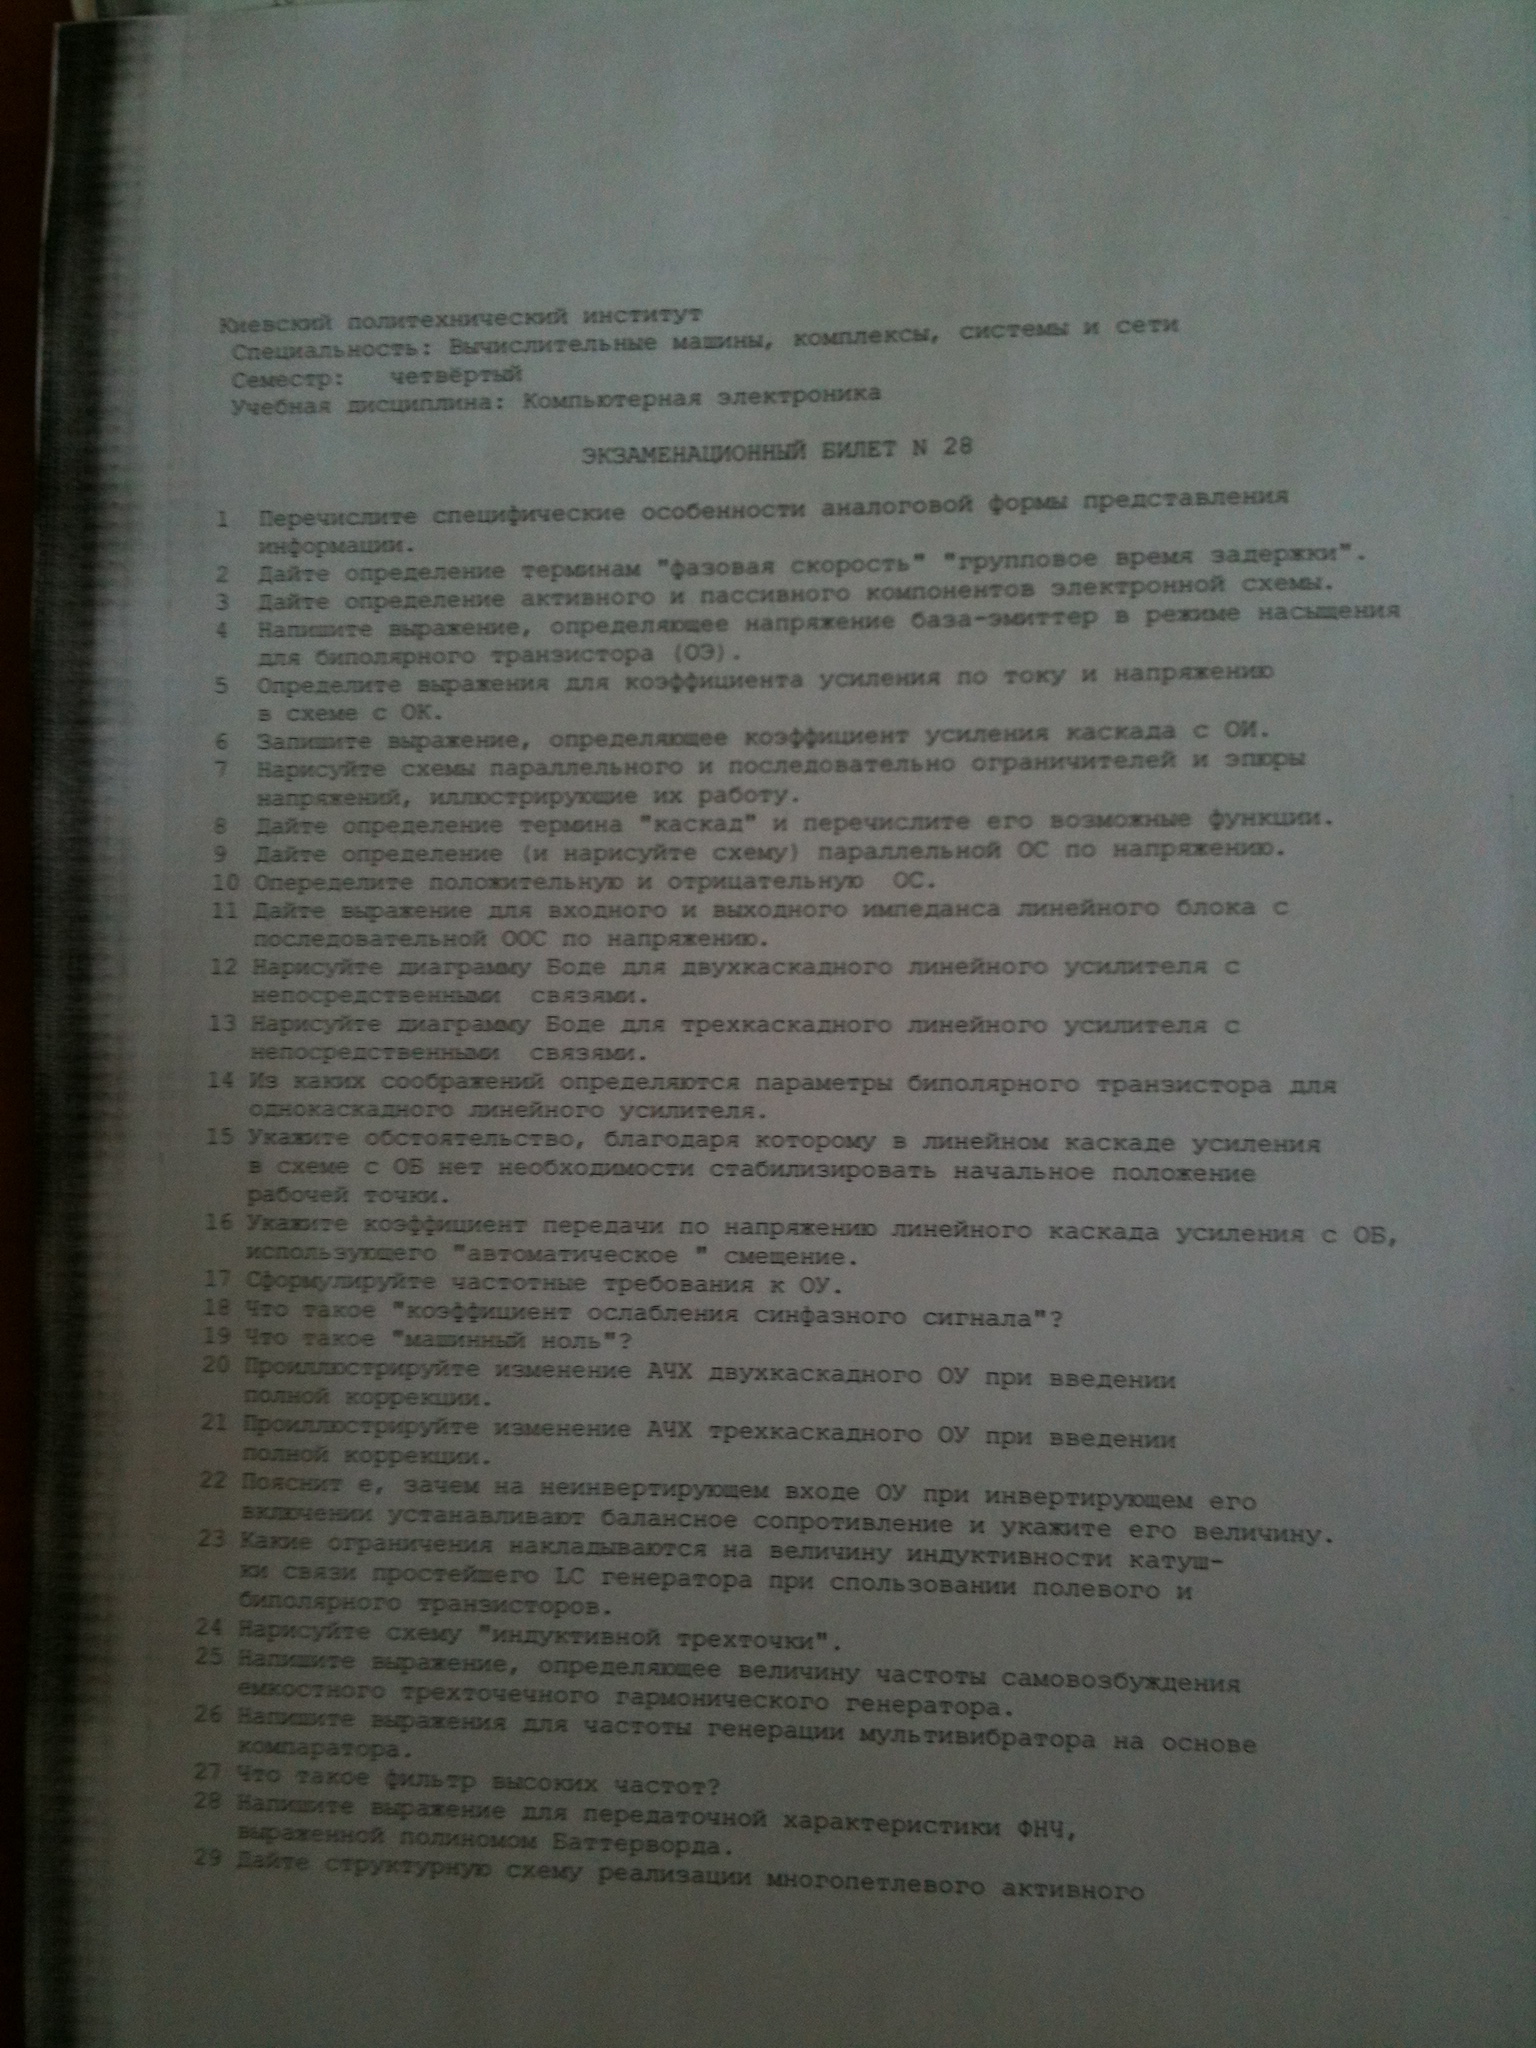 Киевский политехнический институт
Специальность: Вычислительные машины, комплексы, системы и сети
Семестр: четвёртый
Учебная дисциплина: Компьютерная электроника
ЭКЗАМЕНАЦИОННЫЙ БИЛЕТ N 28
1 Перечислите специфические особенности аналоговой формы представления
информации.
2 Дайте определение терминам "фазовая скорость" "групповое время задержки".
3 Дайте определение активного и пассивного компонентов электронной схемы.
4 Напишите выражение, определяющее напряжение база-эмиттер в режиме насыщения
для биполярного транзистора (ОЭ).
5 Определите выражения для коэффициента усиления по току и напряжению
в схеме с ОК.
6 Запишите выражение, определяющее коэффициент усиления каскада с ОИ.
7 Нарисуйте схемы параллельного и последовательно ограничителей и эпюры
напряжений, иллюстрирующие их работу.
8 Дайте определение термина "каскад" и перечислите его возможные функции.
9 Дайте определение (и нарисуйте схему) параллельной ОС по напряжению.
10 Опеределите положительную и отрицательную ОС.
11 Дайте выражение для входного и выходного импеданса линейного блока с
последовательной ООС по напряжению.
12 Нарисуйте диаграмму Боде для двухкаскадного линейного усилителя с
непосредственными связями.
13 Нарисуйте диаграмму Боде для трехкаскадного линейного усилителя с
непосредственными связями.
14 Из каких соображений определяются параметры биполярного транзистора для
однокаскадного линейного усилителя.
15 Укажите обстоятельство, благодаря которому в линейном каскаде усиления
в схеме с ОБ нет необходимости стабилизировать начальное положение
рабочей точки.
16 Укажите коэффициент передачи по напряжению линейного каскада усиления с ОБ,
использующего "автоматическое " смещение.
17 Сформулируйте частотные требования к ОУ.
18 Что такое "коэффициент ослабления синфазного сигнала"?
19 Что такое "машинный ноль"?
20 Проиллюстрируйте изменение АЧХ двухкаскадного ОУ при введении
полной коррекции.
21 Проиллюстрируйте изменение АЧХ трехкаскадного ОУ при введении
полной коррекции.
22 Пояснит е, зачем на неинвертирующем входе ОУ при инвертирующем его
включении устанавливают балансное сопротивление и укажите его величину.
23 Какие ограничения накладываются на величину индуктивности катуш-
ки связи простейшего LC генератора при спользовании полевого и
биполярного транзисторов.
24 Нарисуйте схему "индуктивной трехточки".
25 Напишите выражение, определяющее величину частоты самовозбуждения
емкостного трехточечного гармонического генератора.
26 Напишите выражения для частоты генерации мультивибратора на основе
компаратора.
27 Что такое фильтр высоких частот?
28 Напишите выражение для передаточной характеристики ФНЧ,
выраженной полиномом Баттерворда.
29 Дайте структурную схему реализации многопетлевого активного